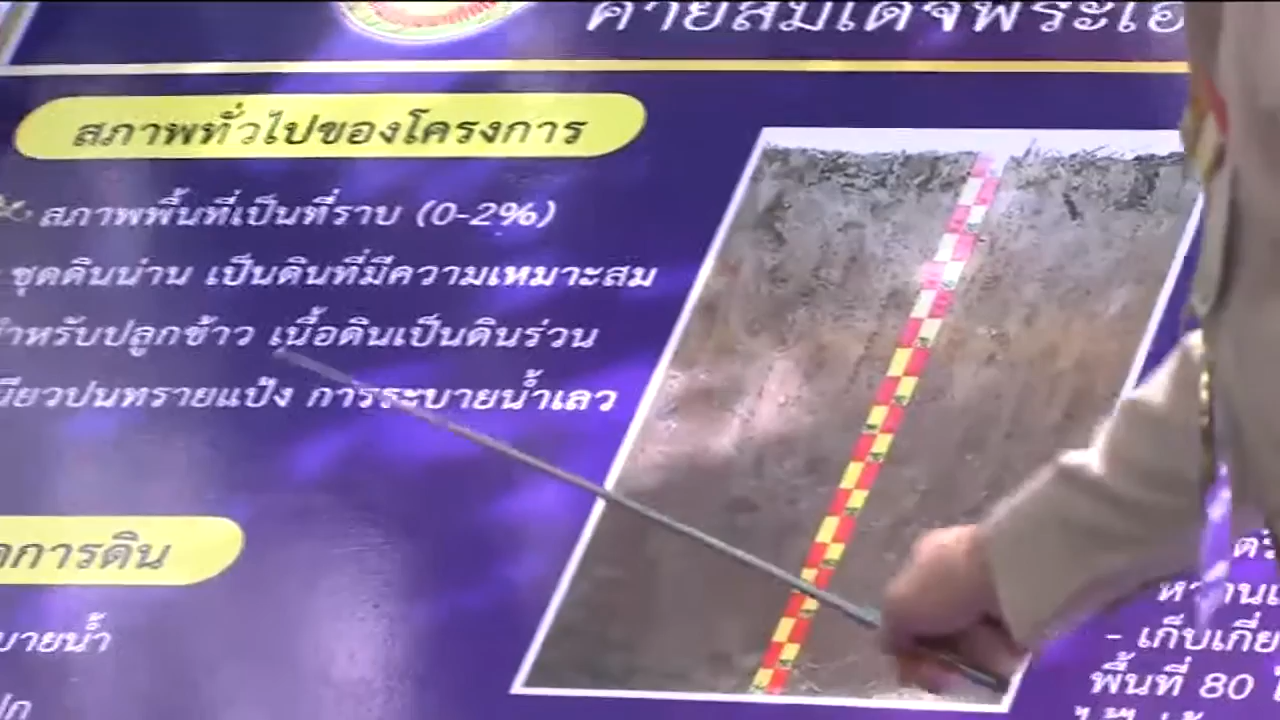 ค่ายสมเด็จพระเอ
สภาพทั่วไปของโครงการ
สภาพพื้นที่เป็นที่ราบ (0-2%)
ชุดดินน่าน เป็นดินที่มีความเหมาะสม
สำหรับปลูกข้าว เนื้อดินเป็นดินร่วน
นียวปนทรายแป้ง การระบายน้ำเลว
การดิน
บายน้ำ
- เก็บเกี่ย
พื้นที่ 80